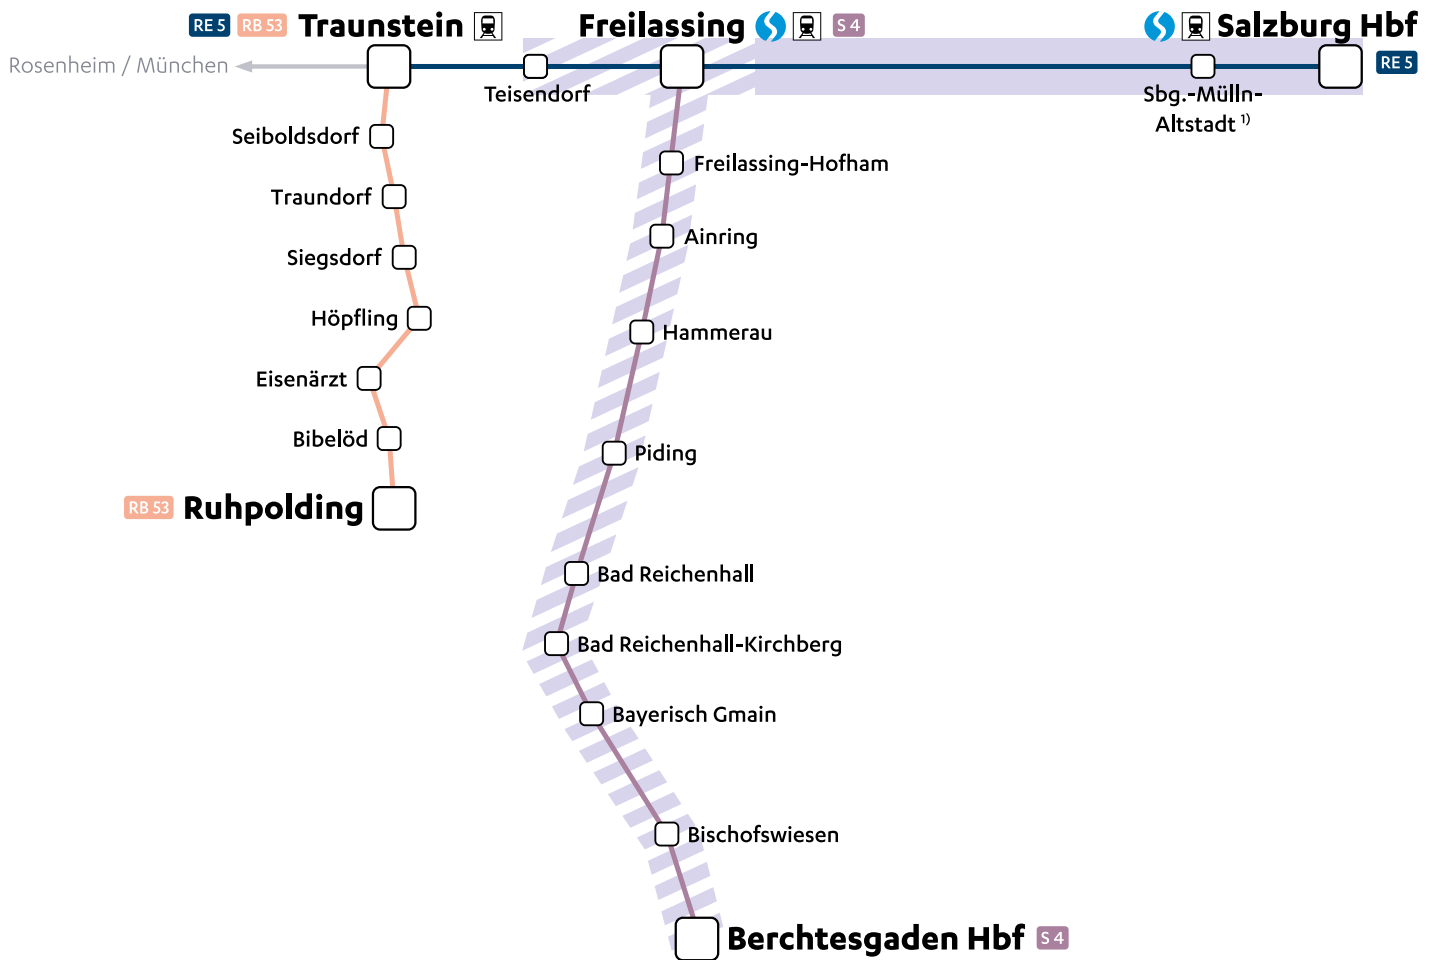 RE 5 RB 53 Traunstein
Freilassing S 4
Salzburg Hbf
Rosenheim / München
RE 5
Teisendorf
Sbg.-Mülln-
Altstadt ¹⁾
Seiboldsdorf
Freilassing-Hofham
Traundorf
Ainring
Siegsdorf
Höpfling
Hammerau
Eisenärzt
Bibelöd
Piding
RB 53 Ruhpolding
Bad Reichenhall
Bad Reichenhall-Kirchberg
Bayerisch Gmain
Bischofswiesen
Berchtesgaden Hbf S 4